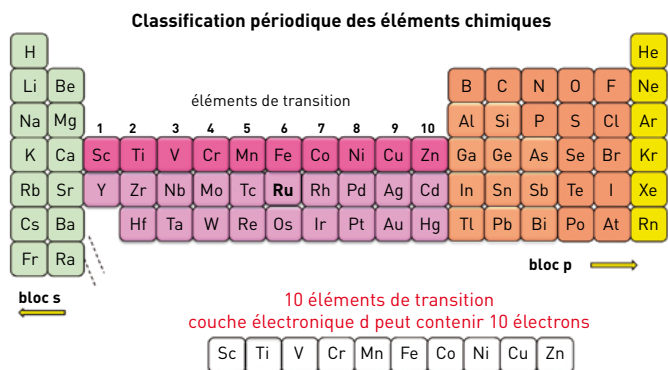 Classification périodique des éléments chimiques
H He
Li Be B C N O F Ne
éléments de transition
Na Mg Al Si P S Cl Ar
1 2 3 4 5 6 7 8 9 10
K Ca Sc Ti V Cr Mn Fe Co Ni Cu Zn Ga Ge As Se Br Kr
Rb Sr Y Zr Nb Mo Tc Ru Rh Pd Ag Cd In Sn Sb Te I Xe
Cs Ba Hf Ta W Re Os Ir Pt Au Hg Tl Pb Bi Po At Rn
Fr Ra
bloc p
bloc s
10 éléments de transition
couche électronique d peut contenir 10 électrons
Sc Ti V Cr Mn Fe Co Ni Cu Zn